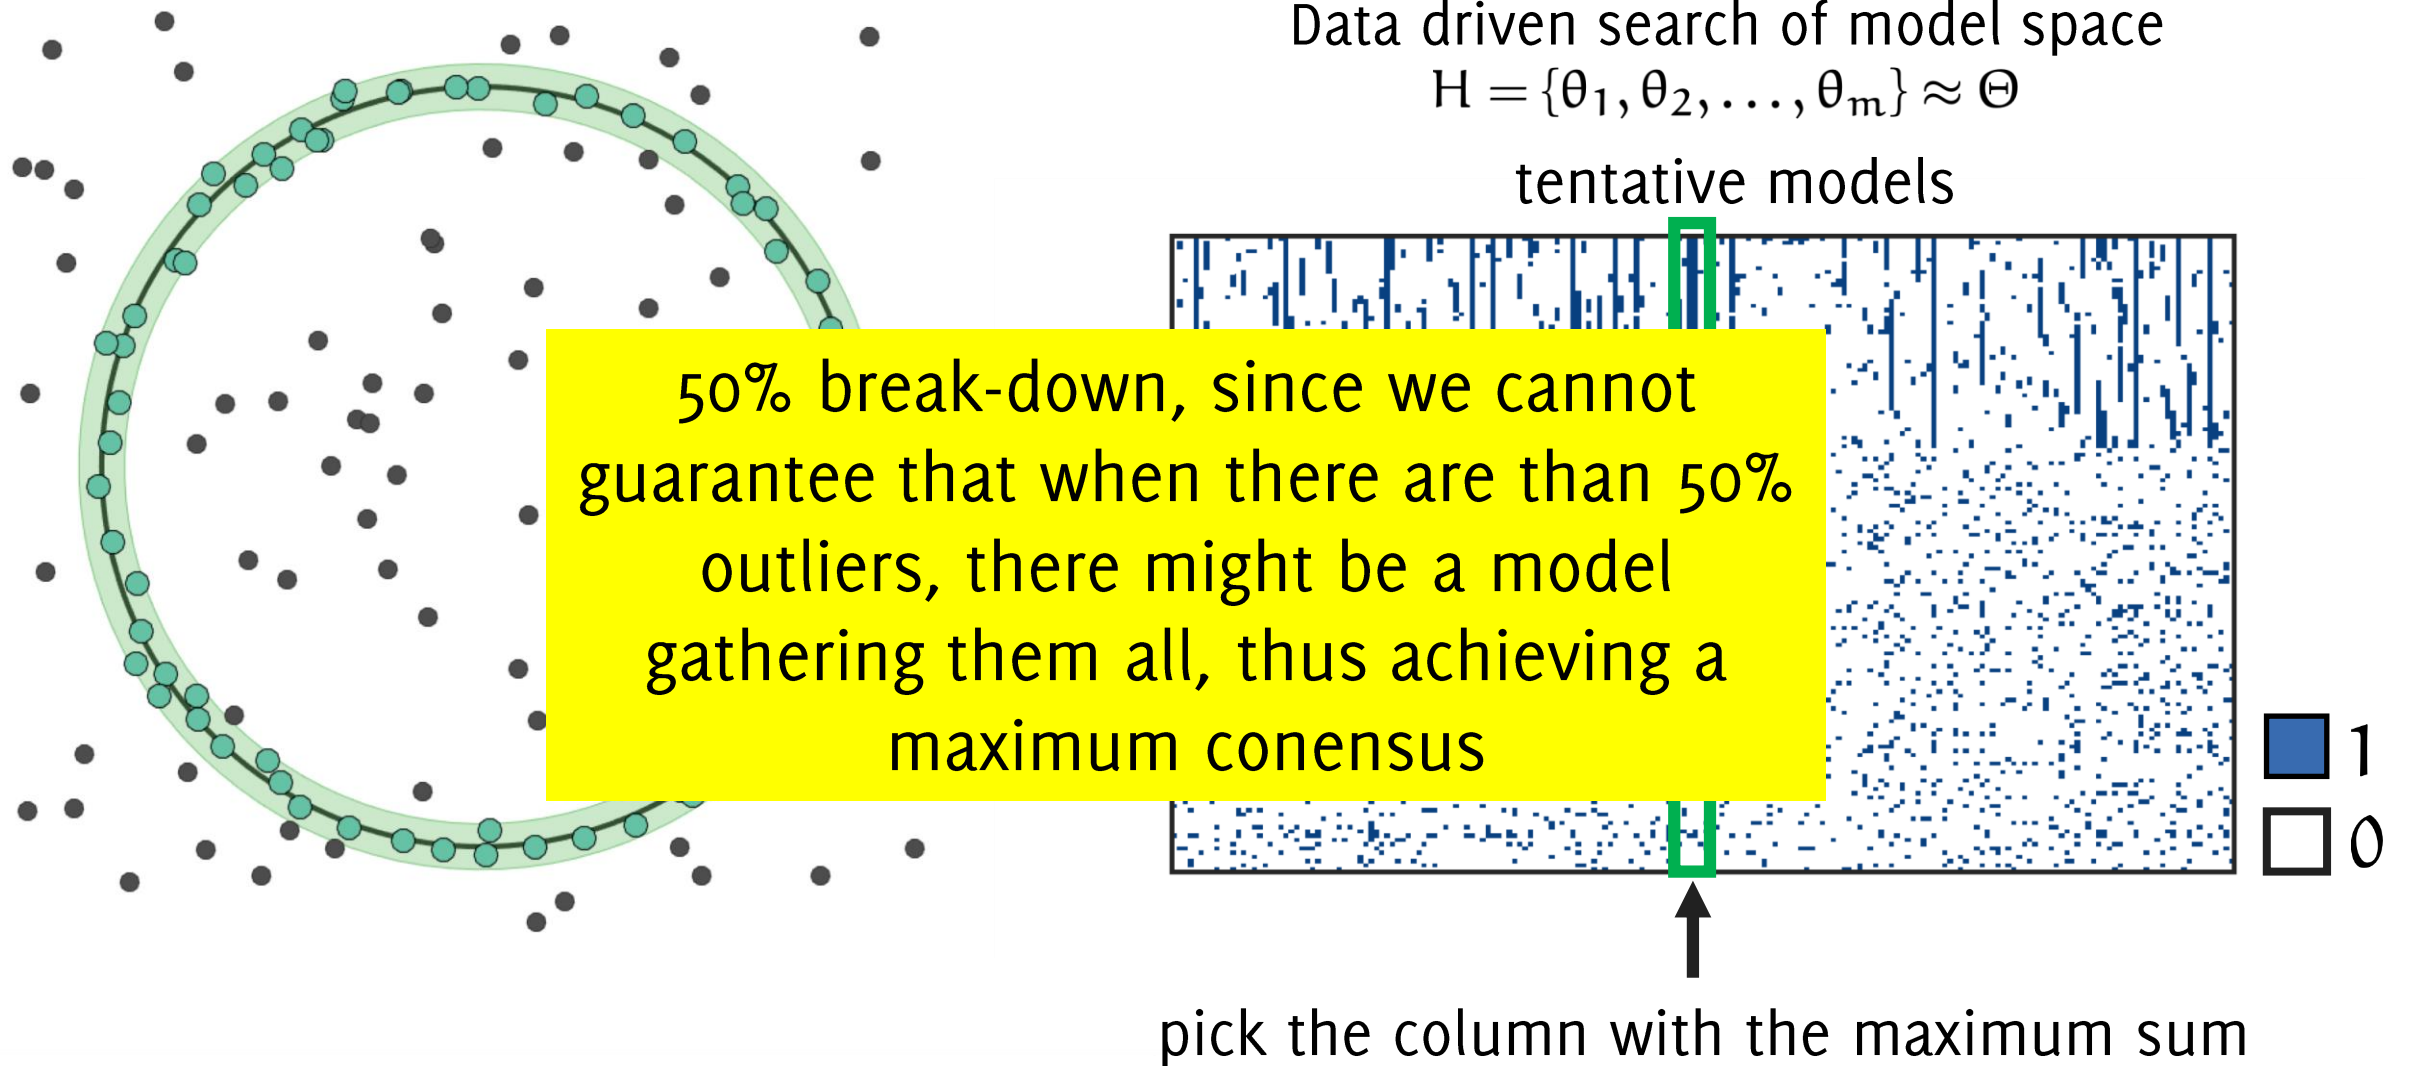 Data driven search of model space
H = {θ₁, θ₂, . . . , θₘ} ≈ Θ
tentative models
50% break-down, since we cannot
guarantee that when there are than 50%
outliers, there might be a model
gathering them all, thus achieving a
maximum conensus
1
0
pick the column with the maximum sum